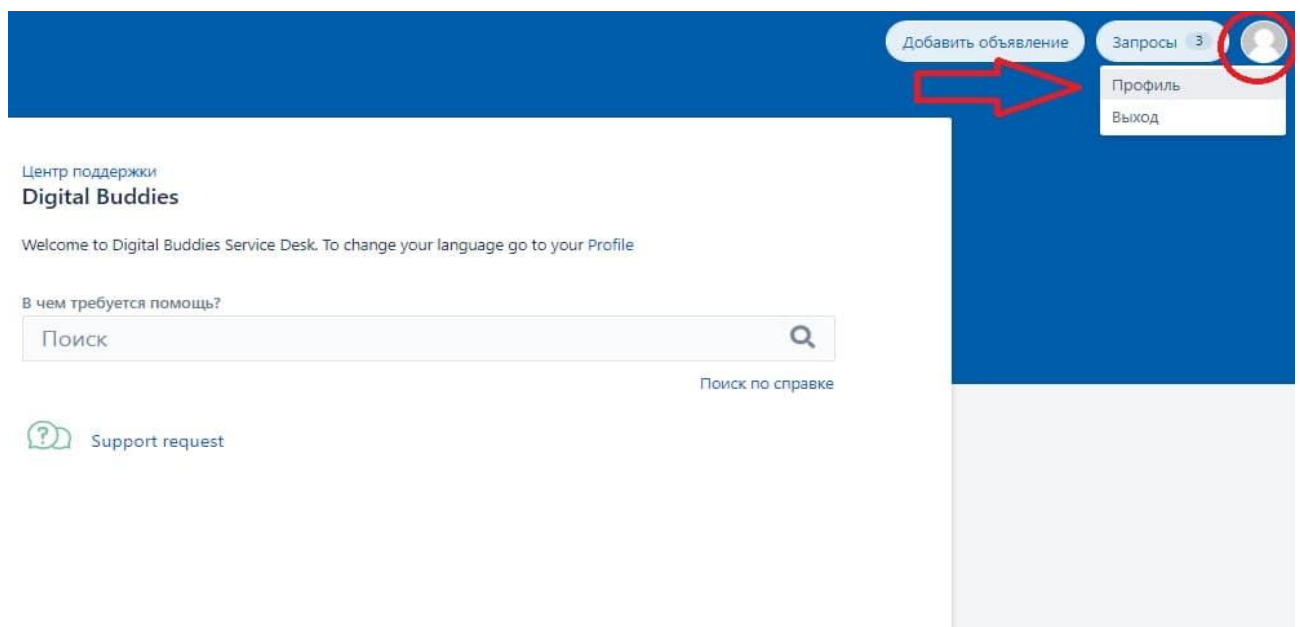 Добавить объявление
Запросы 3
Профиль
Выход
Центр поддержки
Digital Buddies
Welcome to Digital Buddies Service Desk. To change your language go to your Profile
В чем требуется помощь?
Поиск
Поиск по справке
Support request